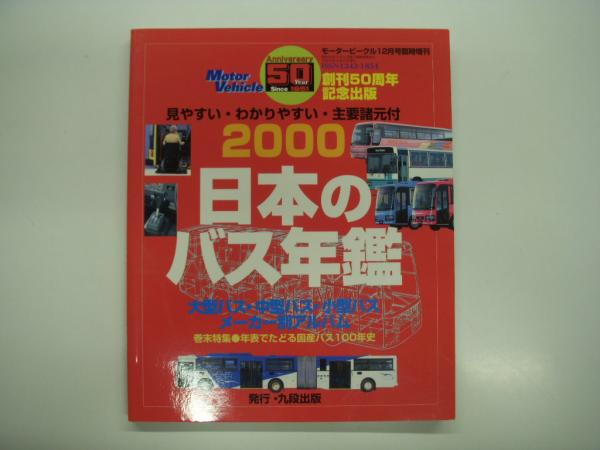 モータービークル12月号臨時増刊
ISSN 1343-1854
Motor Vehicle
Anniversary
50
Year
Since 1951
創刊50周年
記念出版
見やすい・わかりやすい・主要諸元付
2000
日本の
バス年鑑
大型バス・中型バス・小型バス
メーカー別アルバム
巻末特集●年表でたどる国産バス100年史
発行・九段出版